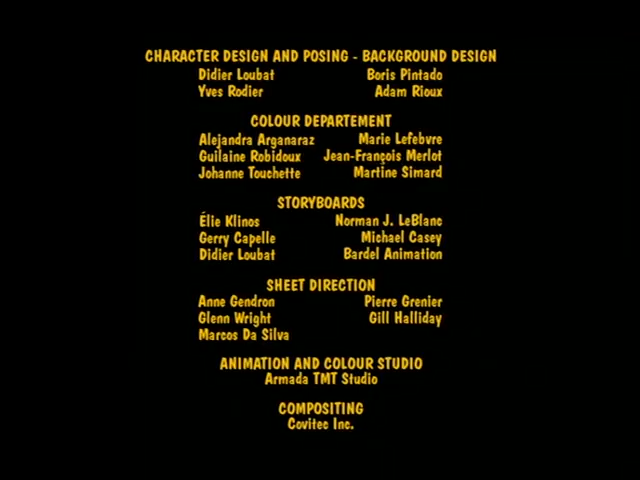 CHARACTER DESIGN AND POSING - BACKGROUND DESIGN
Didier Loubat Boris Pintado
Yves Rodier Adam Rioux
COLOUR DEPARTEMENT
Alejandra Arganaraz Marie Lefebvre
Guilaine Robidoux Jean-François Merlot
Johanne Touchette Martine Simard
STORYBOARDS
Élie Klinos Norman J. LeBlanc
Gerry Capelle Michael Casey
Didier Loubat Bardel Animation
SHEET DIRECTION
Anne Gendron Pierre Grenier
Glenn Wright Gill Halliday
Marcos Da Silva
ANIMATION AND COLOUR STUDIO
Armada TMT Studio
COMPOSITING
Covitec Inc.